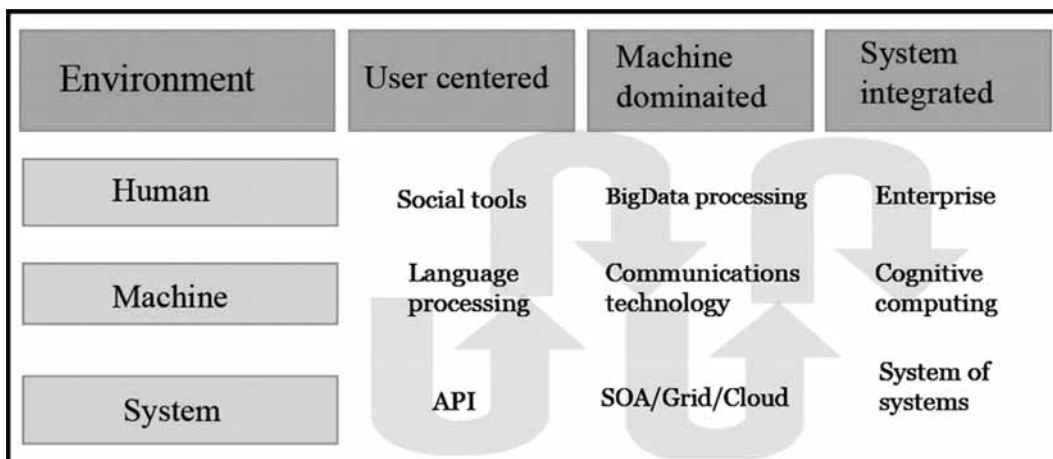 Environment
User centered
Machine
dominaited
System
integrated
Human
Social tools
BigData processing
Enterprise
Machine
Language
processing
Communications
technology
Cognitive
computing
System
API
SOA/Grid/Cloud
System of
systems